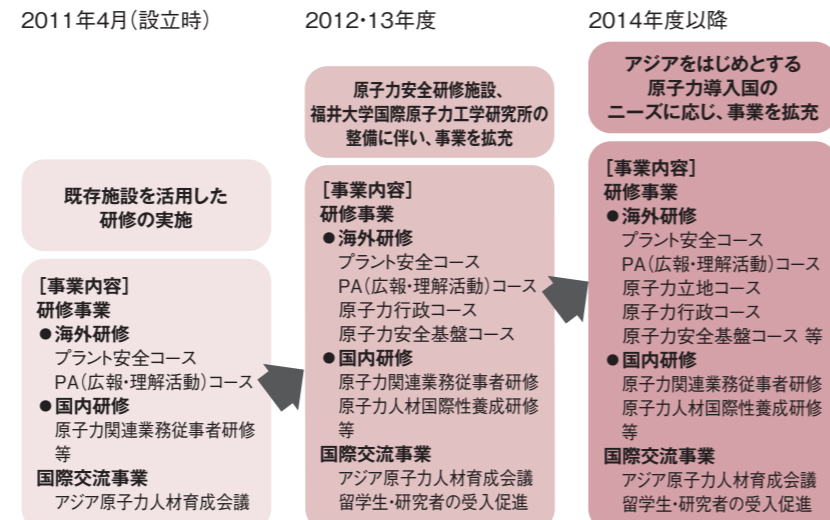 2011年4月(設立時)
既存施設を活用した
研修の実施
[事業内容]
研修事業
●海外研修
プラント安全コース
PA(広報・理解活動)コース
●国内研修
原子力関連業務従事者研修
等
国際交流事業
アジア原子力人材育成会議
2012・13年度
原子力安全研修施設、
福井大学国際原子力工学研究所の
整備に伴い、事業を拡充
[事業内容]
研修事業
●海外研修
プラント安全コース
PA(広報・理解活動)コース
原子力行政コース
原子力安全基盤コース
●国内研修
原子力関連業務従事者研修
原子力人材国際性養成研修
等
国際交流事業
アジア原子力人材育成会議
留学生・研究者の受入促進
2014年度以降
アジアをはじめとする
原子力導入国の
ニーズに応じ、事業を拡充
[事業内容]
研修事業
●海外研修
プラント安全コース
PA(広報・理解活動)コース
原子力立地コース
原子力行政コース
原子力安全基盤コース 等
●国内研修
原子力関連業務従事者研修
原子力人材国際性養成研修
等
国際交流事業
アジア原子力人材育成会議
留学生・研究者の受入促進